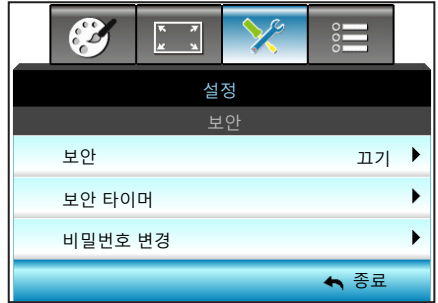 설정
보안
보안 끄기
보안 타이머
비밀번호 변경
종료